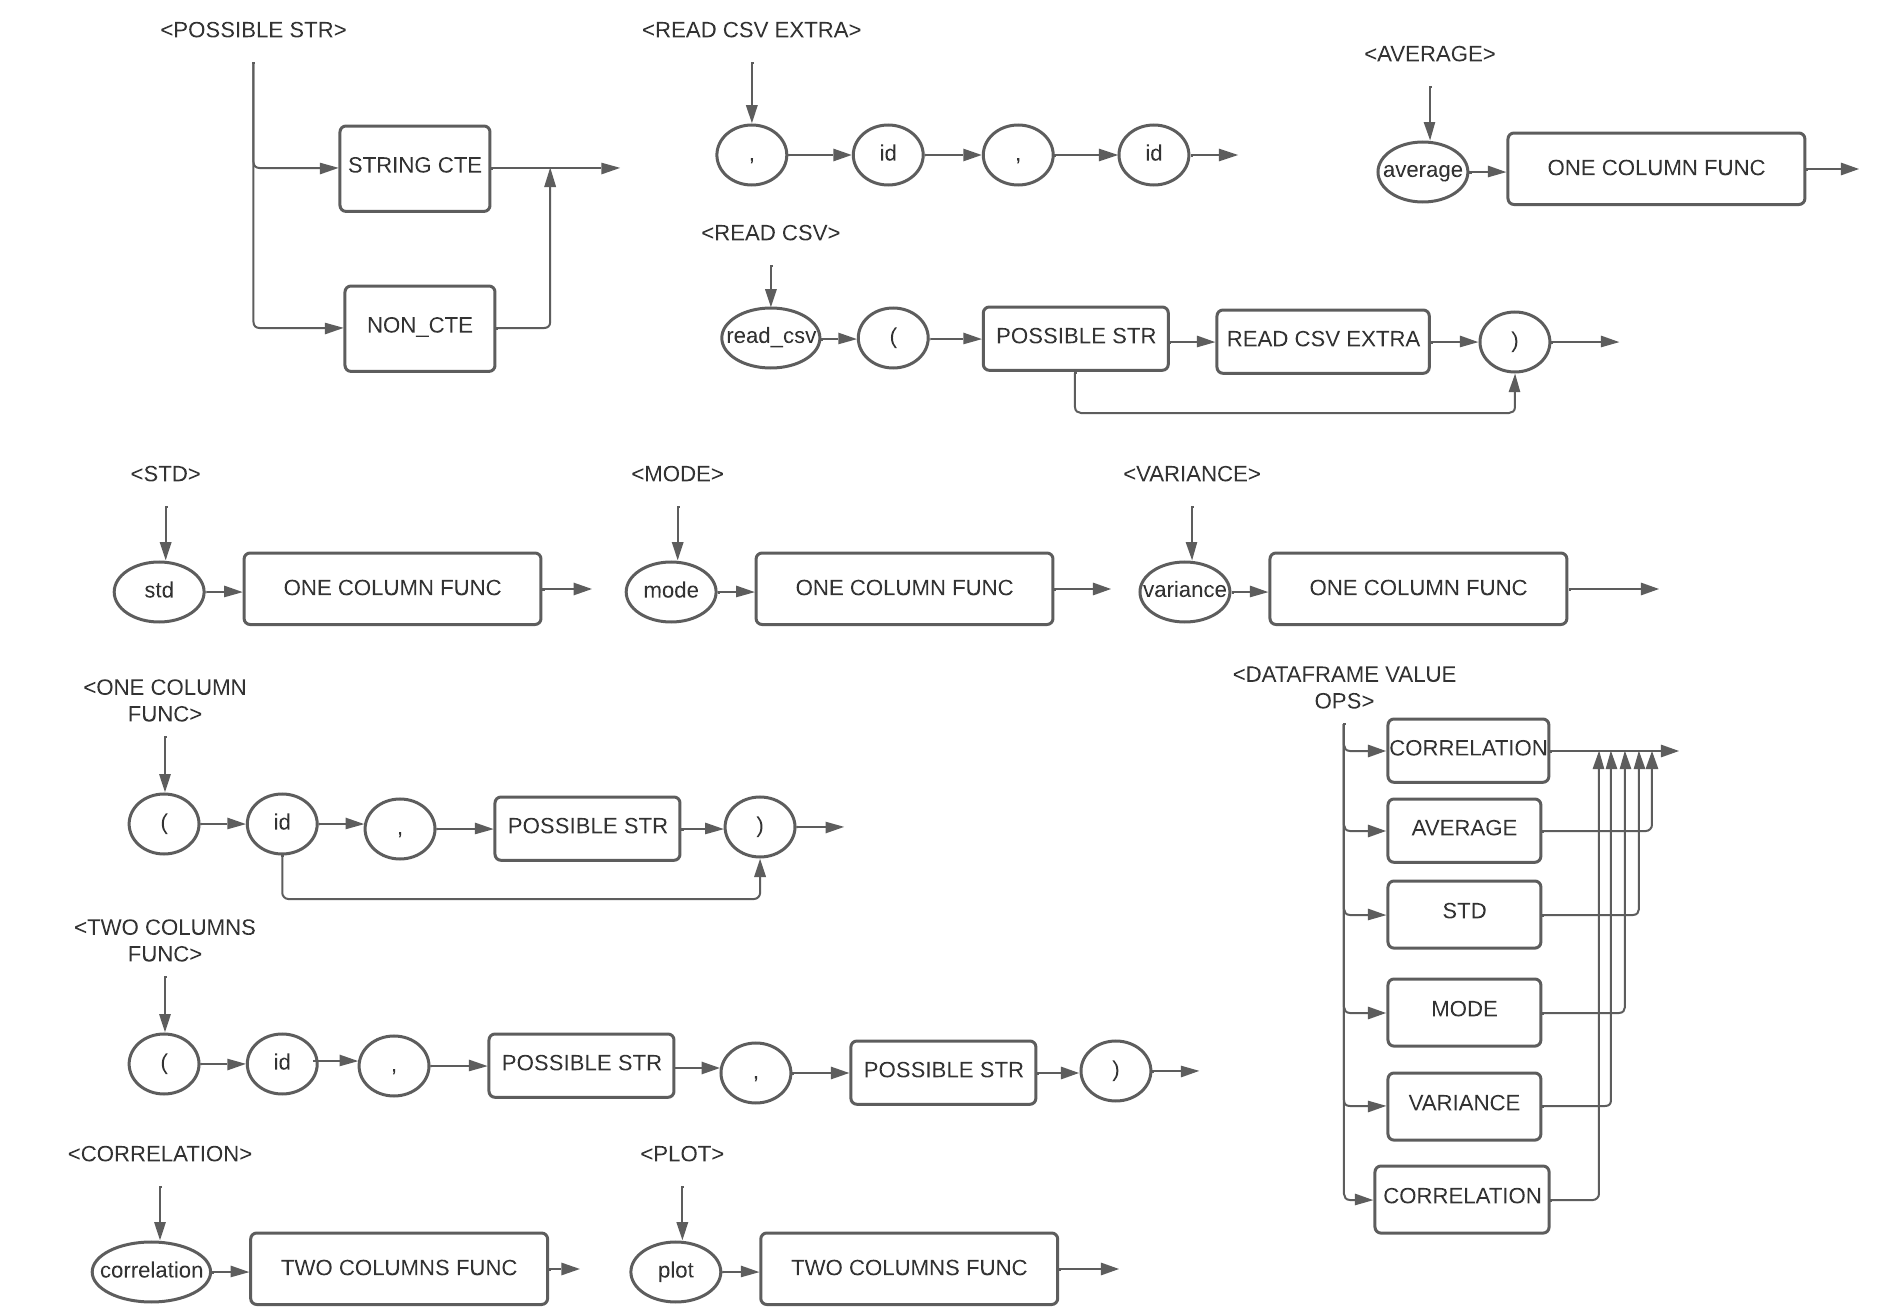 <POSSIBLE STR>
STRING CTE
NON_CTE
<READ CSV EXTRA>
, id , id
<AVERAGE>
average ONE COLUMN FUNC
<READ CSV>
read_csv ( POSSIBLE STR READ CSV EXTRA )
<STD>
std ONE COLUMN FUNC
<MODE>
mode ONE COLUMN FUNC
<VARIANCE>
variance ONE COLUMN FUNC
<ONE COLUMN
FUNC>
( id , POSSIBLE STR )
<TWO COLUMNS
FUNC>
( id , POSSIBLE STR , POSSIBLE STR )
<DATAFRAME VALUE
OPS>
CORRELATION
AVERAGE
STD
MODE
VARIANCE
CORRELATION
<CORRELATION>
correlation TWO COLUMNS FUNC
<PLOT>
plot TWO COLUMNS FUNC